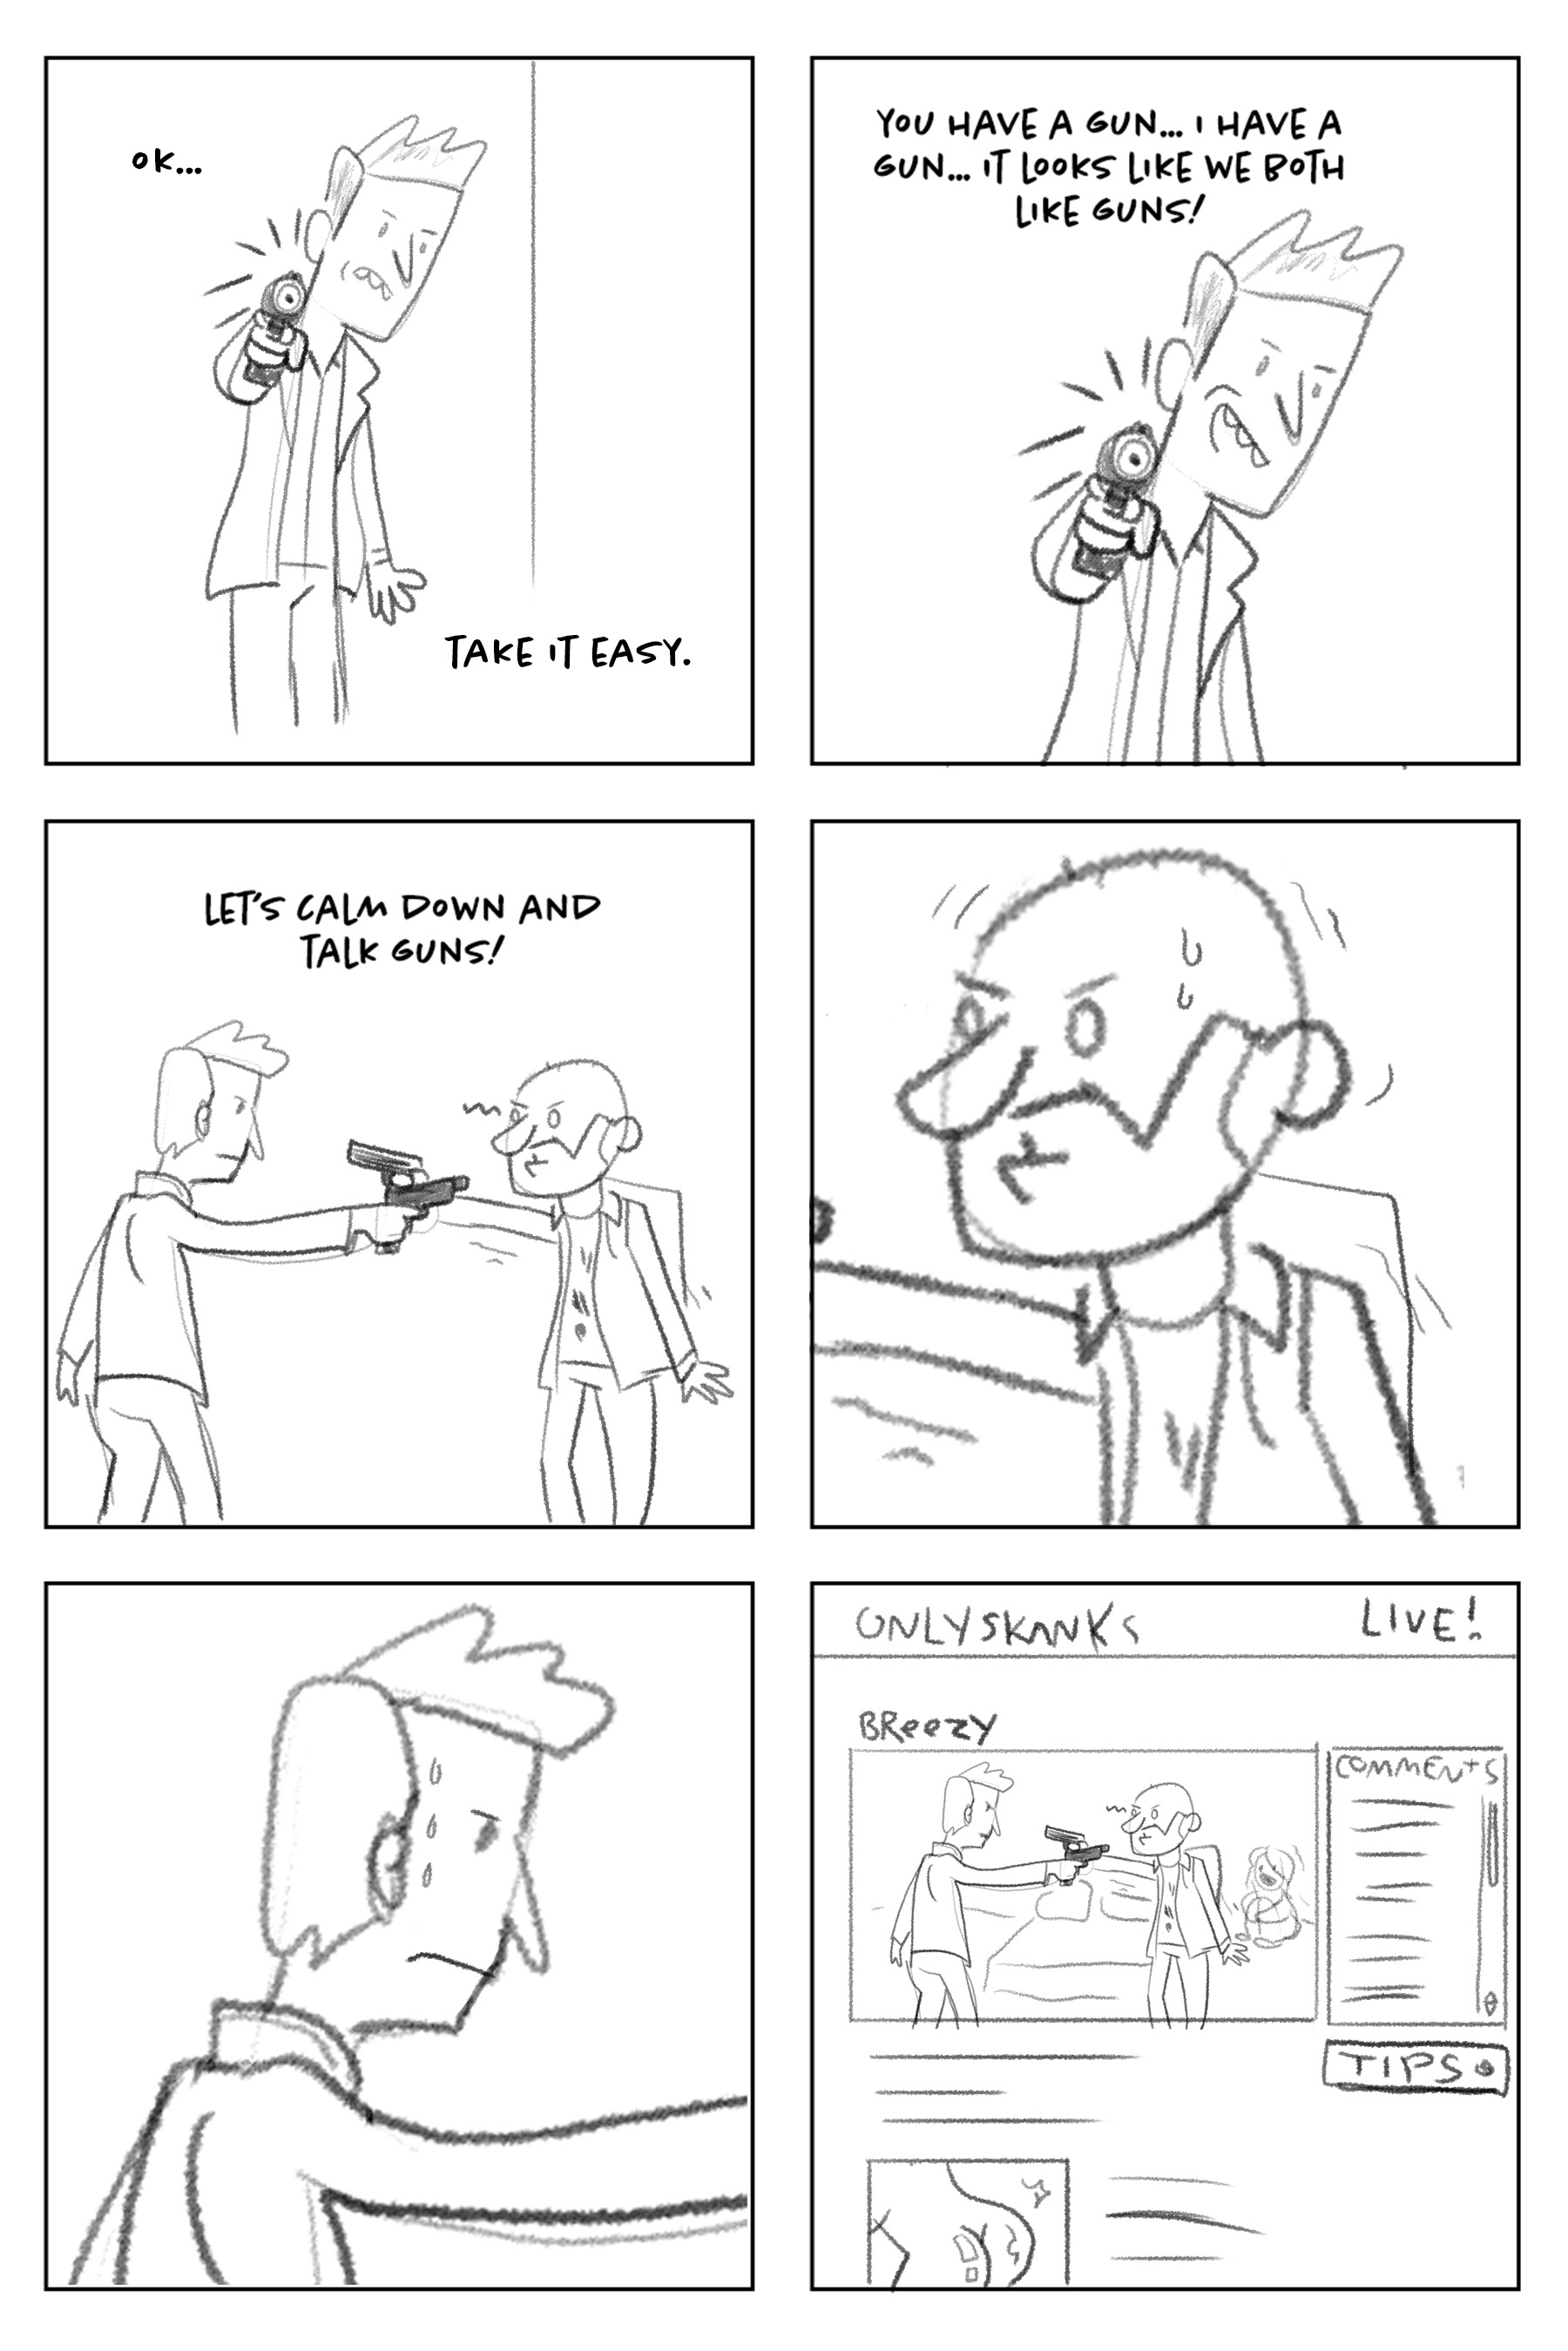 OK...
TAKE IT EASY.
YOU HAVE A GUN... I HAVE A
GUN... IT LOOKS LIKE WE BOTH
LIKE GUNS!
LET'S CALM DOWN AND
TALK GUNS!
ONLYSKANKS
LIVE!
BReezy
COMMENTS
TIPS